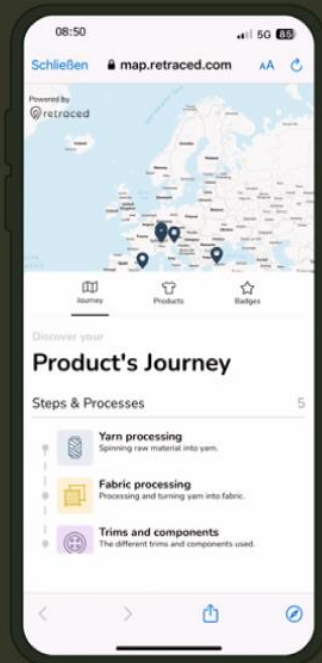 08:50
5G 85
Schließen map.retraced.com AA
Powered by
retraced
Journey
Products
Badges
Discover your
Product's Journey
Steps & Processes 5
Yarn processing
Spinning raw material into yarn.
Fabric processing
Processing and turning yarn into fabric.
Trims and components
The different trims and components used.